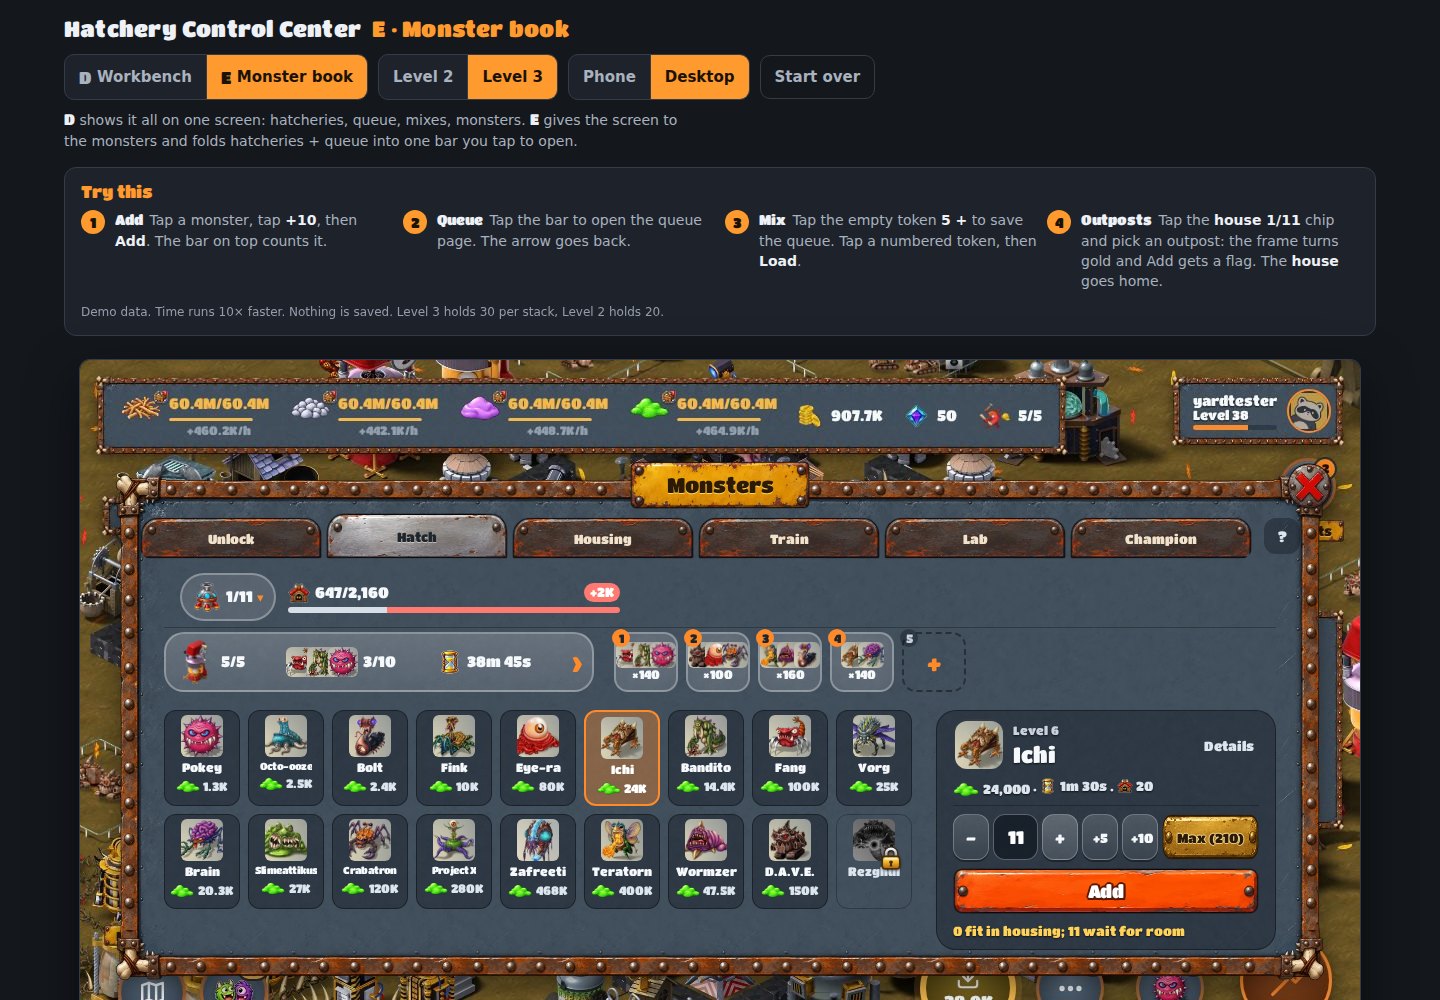 Hatchery Control Center E · Monster book
D Workbench E Monster book Level 2 Level 3 Phone Desktop Start over
D shows it all on one screen: hatcheries, queue, mixes, monsters. E gives the screen to
the monsters and folds hatcheries + queue into one bar you tap to open.
Try this
1 Add Tap a monster, tap +10, then
Add. The bar on top counts it.
2 Queue Tap the bar to open the queue
page. The arrow goes back.
3 Mix Tap the empty token 5 + to save
the queue. Tap a numbered token, then
Load.
4 Outposts Tap the house 1/11 chip
and pick an outpost: the frame turns
gold and Add gets a flag. The house
goes home.
Demo data. Time runs 10× faster. Nothing is saved. Level 3 holds 30 per stack, Level 2 holds 20.
60.4M/60.4M 60.4M/60.4M 60.4M/60.4M 60.4M/60.4M 907.7K 50 5/5
+460.2K/h +442.1K/h +448.7K/h +464.9K/h
yardtester
Level 38
Monsters
Unlock Hatch Housing Train Lab Champion ?
1/11 ▾ 647/2,160 +2K
5/5 3/10 38m 45s ❯
1 2 3 4 5
×140 ×100 ×160 ×140 +
Pokey Octo-ooze Bolt Fink Eye-ra Ichi Bandito Fang Vorg
1.3K 2.5K 2.4K 10K 80K 24K 14.4K 100K 25K
Brain Slimeattikus Crabatron Project X Zafreeti Teratorn Wormzer D.A.V.E.
20.3K 27K 120K 280K 468K 400K 47.5K 150K
Level 6
Ichi
Details
24,000 · 1m 30s · 20
− 11 + +5 +10 Max (210)
Add
0 fit in housing; 11 wait for room